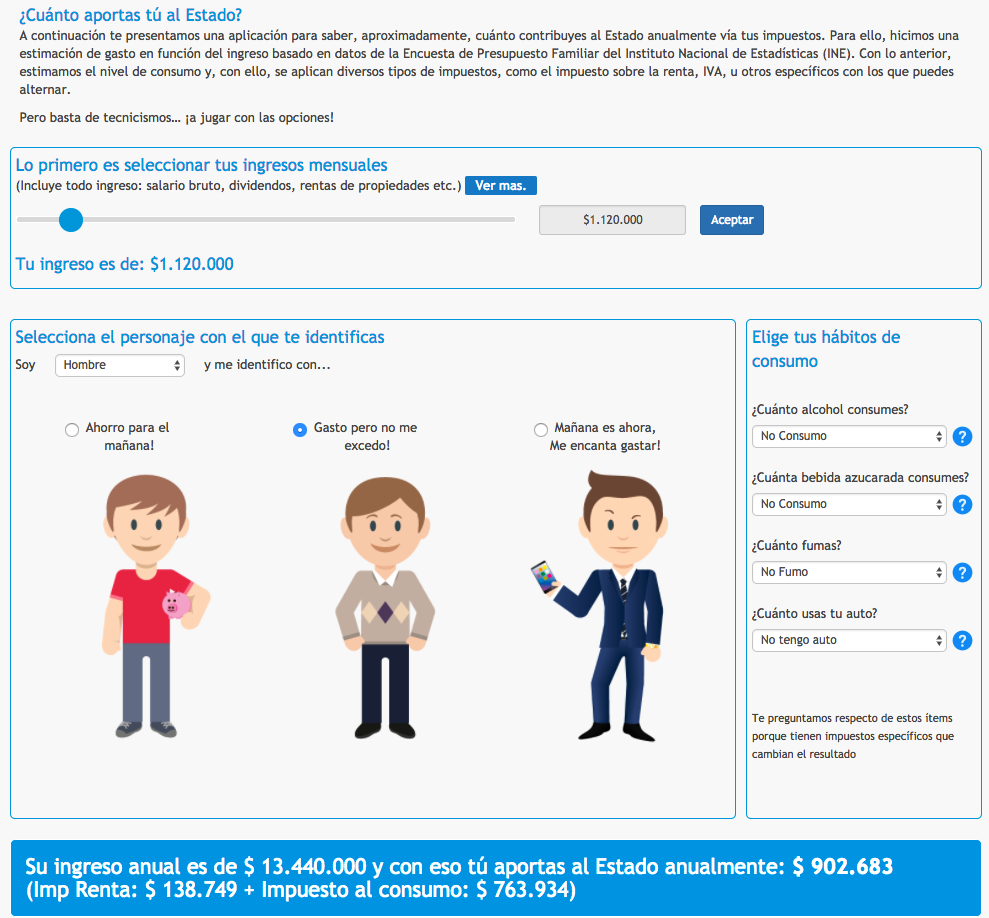 ¿Cuánto aportas tú al Estado?
A continuación te presentamos una aplicación para saber, aproximadamente, cuánto contribuyes al Estado anualmente vía tus impuestos. Para ello, hicimos una
estimación de gasto en función del ingreso basado en datos de la Encuesta de Presupuesto Familiar del Instituto Nacional de Estadísticas (INE). Con lo anterior,
estimamos el nivel de consumo y, con ello, se aplican diversos tipos de impuestos, como el impuesto sobre la renta, IVA, u otros específicos con los que puedes
alternar.
Pero basta de tecnicismos... ¡a jugar con las opciones!
Lo primero es seleccionar tus ingresos mensuales
(Incluye todo ingreso: salario bruto, dividendos, rentas de propiedades etc.) Ver mas.
$1.120.000 Aceptar
Tu ingreso es de: $1.120.000
Selecciona el personaje con el que te identificas
Soy Hombre y me identifico con...
Ahorro para el
mañana!
Gasto pero no me
excedo!
Mañana es ahora,
Me encanta gastar!
Elige tus hábitos de
consumo
¿Cuánto alcohol consumes?
No Consumo ?
¿Cuánta bebida azucarada consumes?
No Consumo ?
¿Cuánto fumas?
No Fumo ?
¿Cuánto usas tu auto?
No tengo auto ?
Te preguntamos respecto de estos ítems
porque tienen impuestos específicos que
cambian el resultado
Su ingreso anual es de $ 13.440.000 y con eso tú aportas al Estado anualmente: $ 902.683
(Imp Renta: $ 138.749 + Impuesto al consumo: $ 763.934)